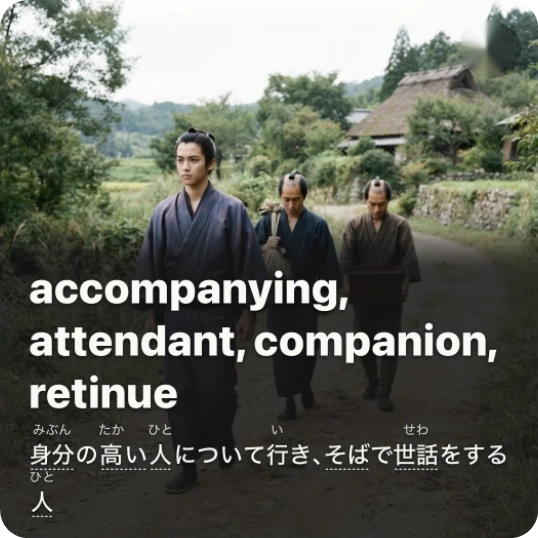 accompanying,
attendant, companion,
retinue
みぶん たか ひと い せわ
身分の高い人について行き、そばで世話をする
ひと
人